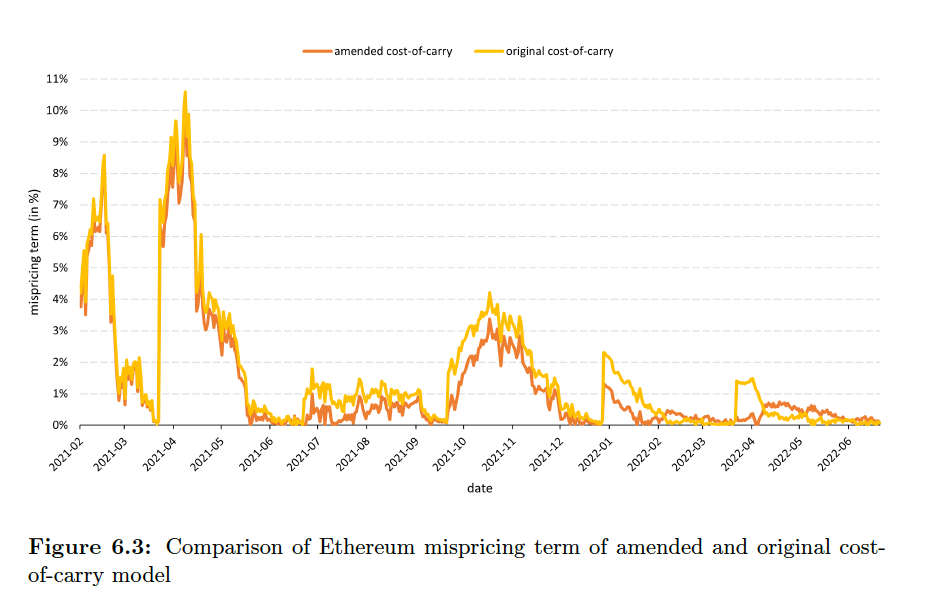 amended cost-of-carry original cost-of-carry
11%
10%
9%
8%
7%
6%
5%
4%
3%
2%
1%
0%
mispricing term (in %)
2021-02 2021-03 2021-04 2021-05 2021-06 2021-07 2021-08 2021-09 2021-10 2021-11 2021-12 2022-01 2022-02 2022-03 2022-04 2022-05 2022-06
date
Figure 6.3: Comparison of Ethereum mispricing term of amended and original cost-
of-carry model